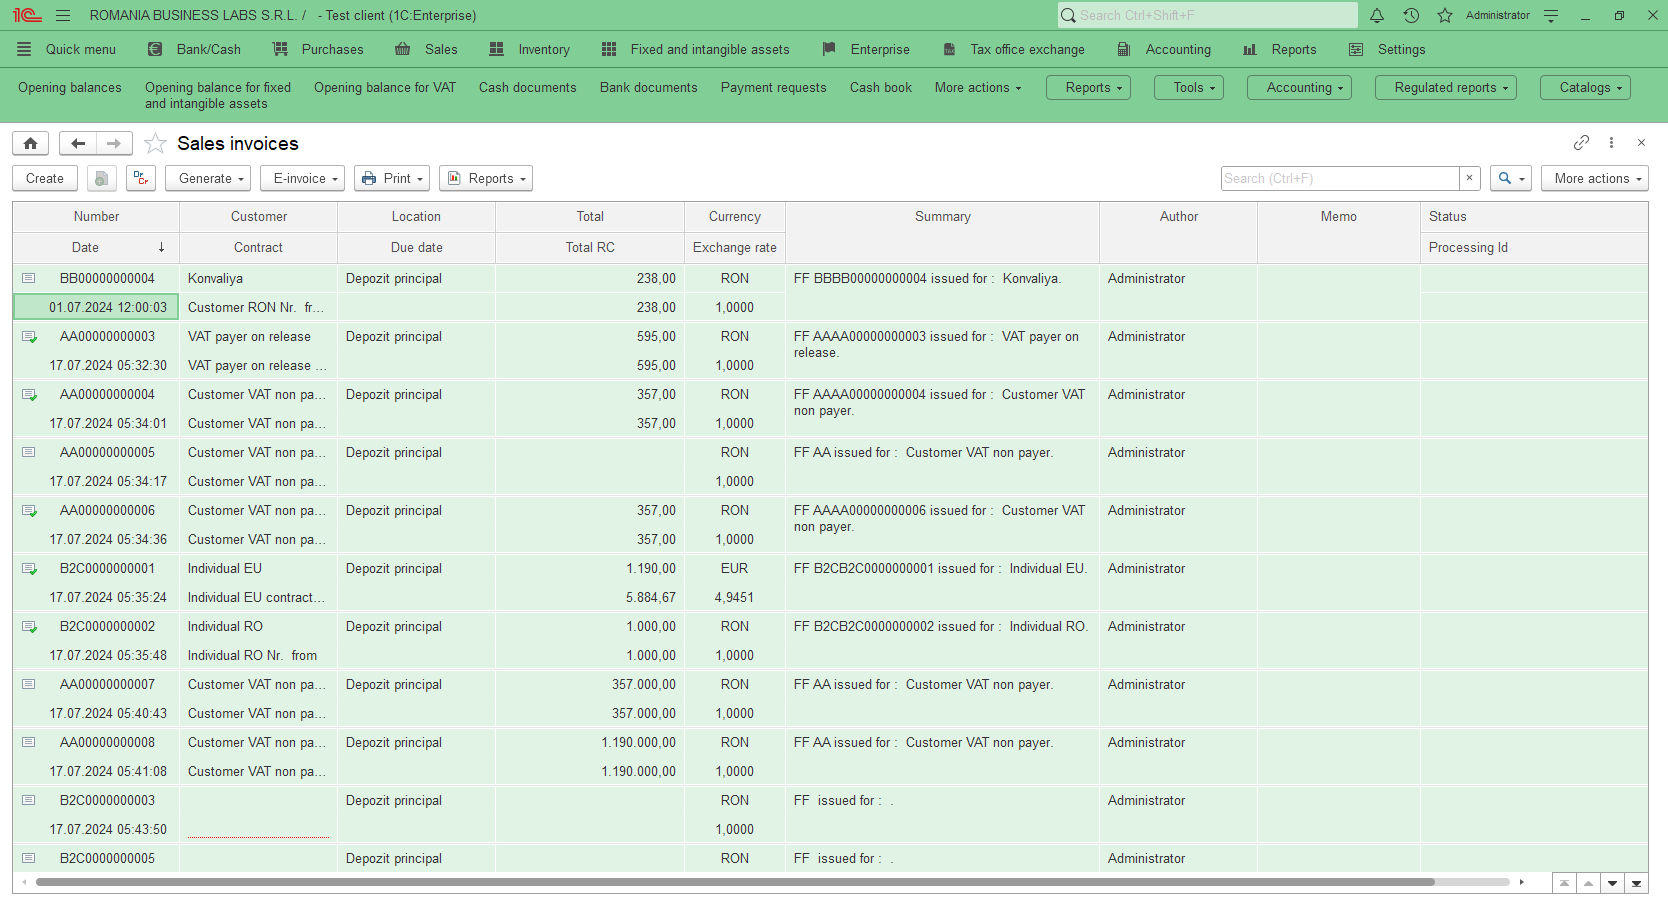 1C ROMANIA BUSINESS LABS S.R.L. / - Test client (1C:Enterprise) Search Ctrl+Shift+F Administrator
Quick menu Bank/Cash Purchases Sales Inventory Fixed and intangible assets Enterprise Tax office exchange Accounting Reports Settings
Opening balances Opening balance for fixed Opening balance for VAT Cash documents Bank documents Payment requests Cash book More actions Reports Tools Accounting Regulated reports Catalogs
and intangible assets
Sales invoices
Create Dr Cr Generate E-invoice Print Reports Search (Ctrl+F) × More actions
Number Customer Location Total Currency Summary Author Memo Status
Date ↓ Contract Due date Total RC Exchange rate Processing Id
BB00000000004 Konvaliya Depozit principal 238,00 RON FF BBBB00000000004 issued for : Konvaliya. Administrator
01.07.2024 12:00:03 Customer RON Nr. fr... 238,00 1,0000
AA00000000003 VAT payer on release Depozit principal 595,00 RON FF AAAA00000000003 issued for : VAT payer on Administrator
release.
17.07.2024 05:32:30 VAT payer on release ... 595,00 1,0000
AA00000000004 Customer VAT non pa... Depozit principal 357,00 RON FF AAAA00000000004 issued for : Customer VAT Administrator
non payer.
17.07.2024 05:34:01 Customer VAT non pa... 357,00 1,0000
AA00000000005 Customer VAT non pa... Depozit principal RON FF AA issued for : Customer VAT non payer. Administrator
17.07.2024 05:34:17 Customer VAT non pa... 1,0000
AA00000000006 Customer VAT non pa... Depozit principal 357,00 RON FF AAAA00000000006 issued for : Customer VAT Administrator
non payer.
17.07.2024 05:34:36 Customer VAT non pa... 357,00 1,0000
B2C0000000001 Individual EU Depozit principal 1.190,00 EUR FF B2CB2C0000000001 issued for : Individual EU. Administrator
17.07.2024 05:35:24 Individual EU contract... 5.884,67 4,9451
B2C0000000002 Individual RO Depozit principal 1.000,00 RON FF B2CB2C0000000002 issued for : Individual RO. Administrator
17.07.2024 05:35:48 Individual RO Nr. from 1.000,00 1,0000
AA00000000007 Customer VAT non pa... Depozit principal 357.000,00 RON FF AA issued for : Customer VAT non payer. Administrator
17.07.2024 05:40:43 Customer VAT non pa... 357.000,00 1,0000
AA00000000008 Customer VAT non pa... Depozit principal 1.190.000,00 RON FF AA issued for : Customer VAT non payer. Administrator
17.07.2024 05:41:08 Customer VAT non pa... 1.190.000,00 1,0000
B2C0000000003 Depozit principal RON FF issued for : . Administrator
17.07.2024 05:43:50 1,0000
B2C0000000005 Depozit principal RON FF issued for : . Administrator